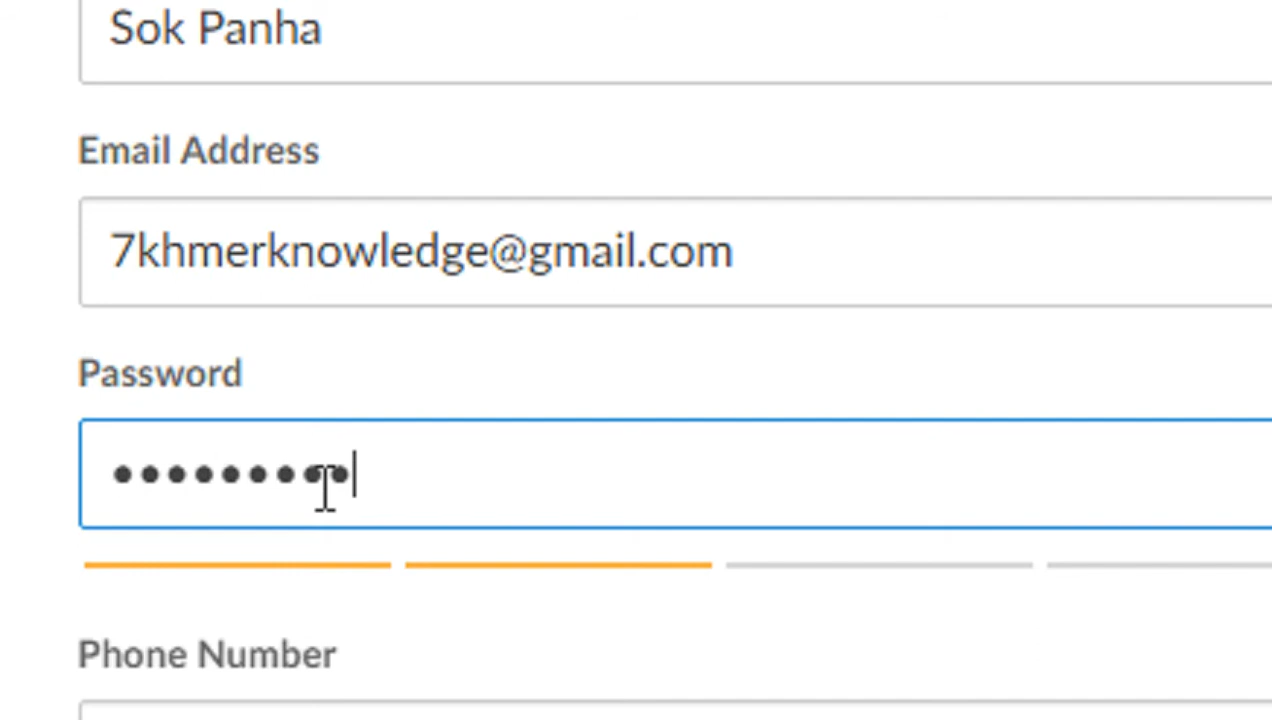 Sok Panha
Email Address
7khmerknowledge@gmail.com
Password
•••••••••
Phone Number